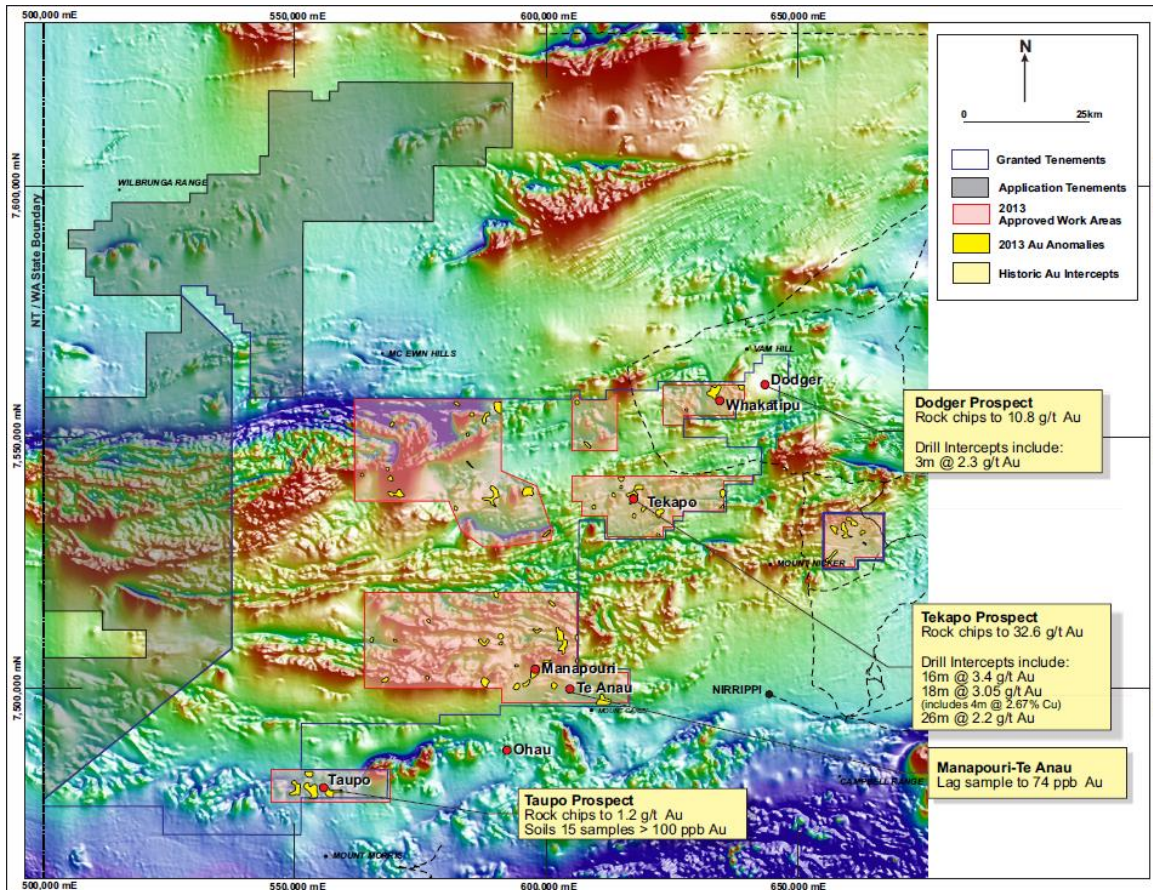 500,000 mE
550,000 mE
600,000 mE
650,000 mE
N
0
25km
Granted Tenements
Application Tenements
2013
Approved Work Areas
2013 Au Anomalies
Historic Au Intercepts
7,600,000 mN
NT / WA State Boundary
WILBRUNGA RANGE
MC EWIN HILLS
VAM HILL
Dodger
Whakatipu
Dodger Prospect
Rock chips to 10.8 g/t Au
Drill Intercepts include:
3m @ 2.3 g/t Au
7,550,000 mN
Tekapo
MOUNT NICKER
Tekapo Prospect
Rock chips to 32.6 g/t Au
Drill Intercepts include:
16m @ 3.4 g/t Au
18m @ 3.05 g/t Au
(includes 4m @ 2.67% Cu)
26m @ 2.2 g/t Au
Manapouri
Te Anau
7,500,000 mN
NIRRIPPI
MOUNT
Ohau
Manapouri-Te Anau
Lag sample to 74 ppb Au
CAMPBELL RANGE
Taupo
Taupo Prospect
Rock chips to 1.2 g/t Au
Soils 15 samples > 100 ppb Au
MOUNT MORRIS
500,000 mE
550,000 mE
600,000 mE
650,000 mE